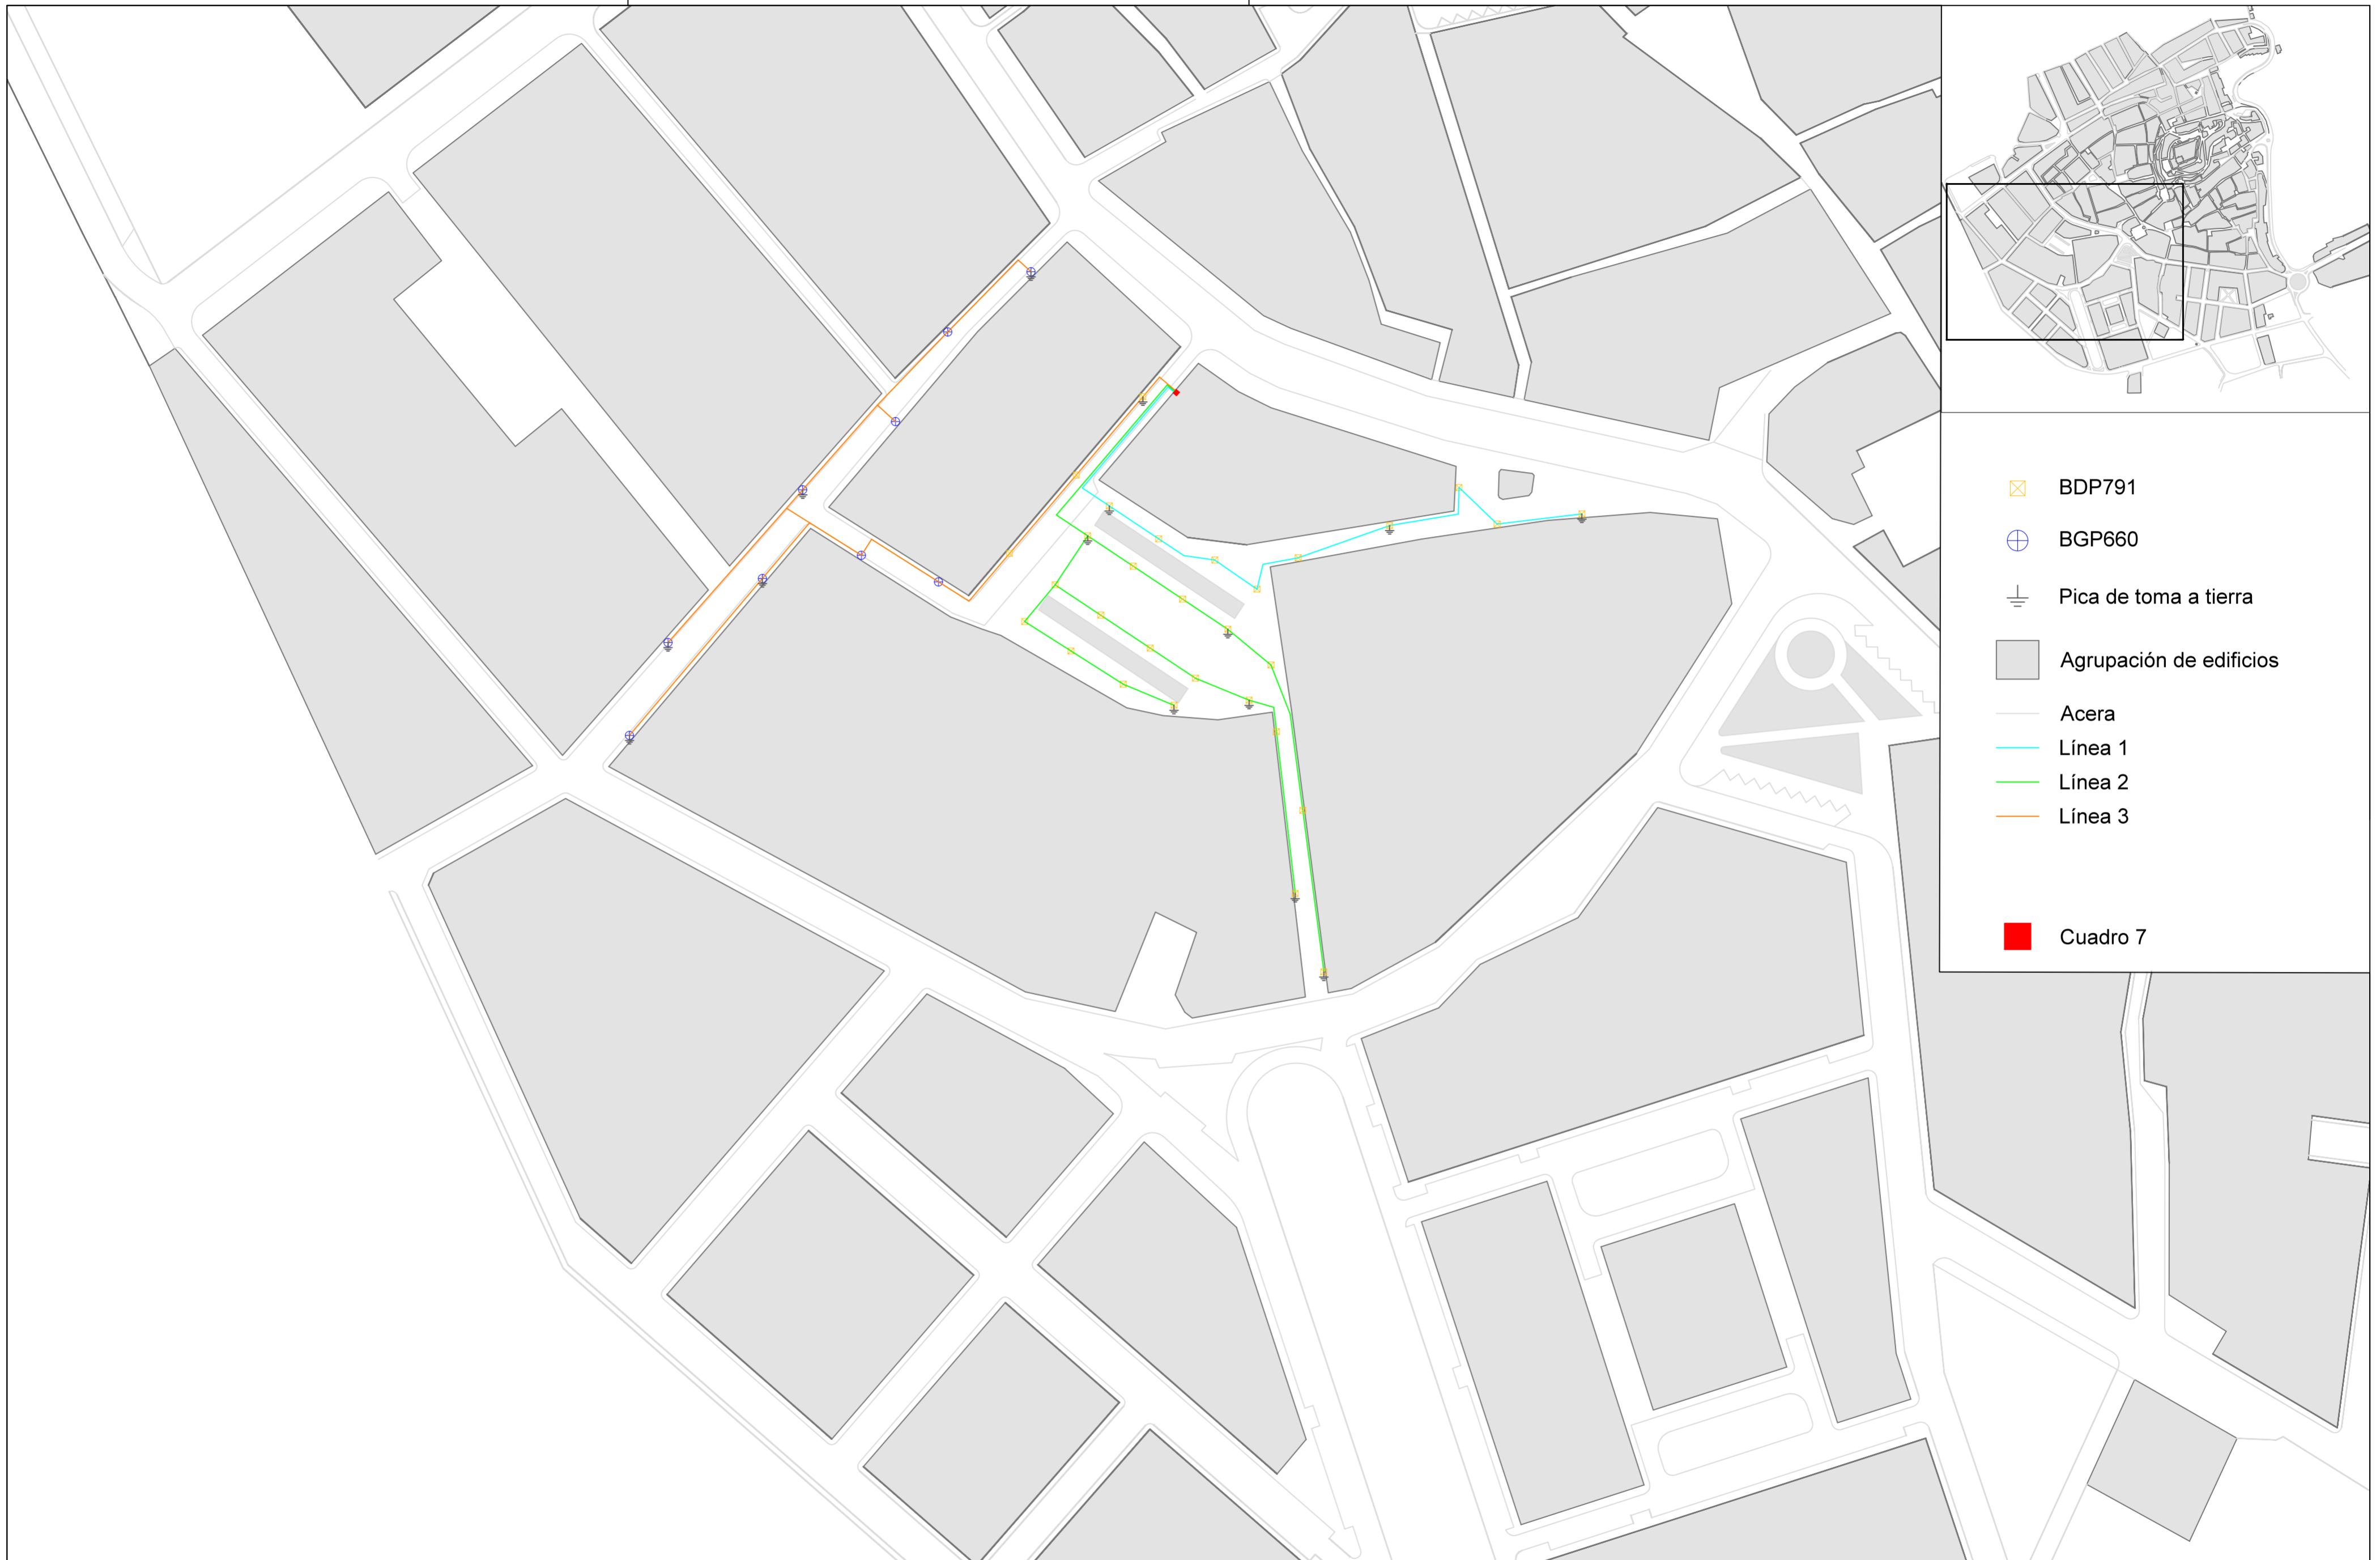 BDP791
BGP660
Pica de toma a tierra
Agrupación de edificios
Acera
Línea 1
Línea 2
Línea 3
Cuadro 7